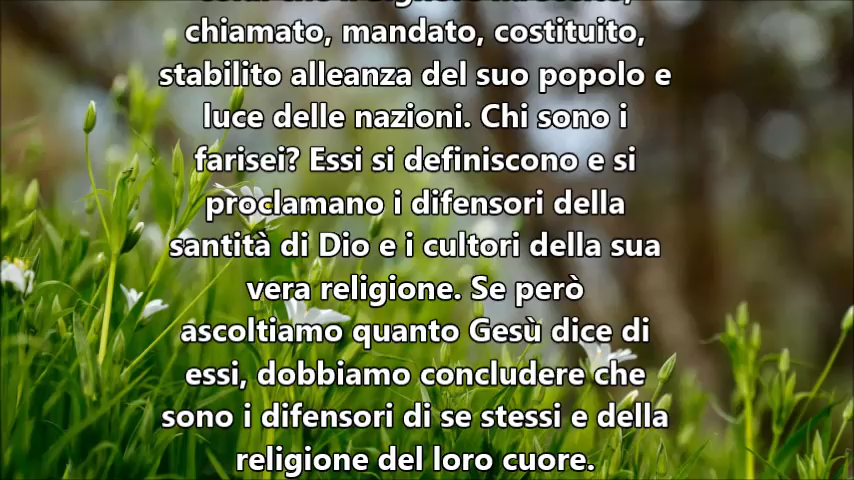 chiamato, mandato, costituito,
stabilito alleanza del suo popolo e
luce delle nazioni. Chi sono i
farisei? Essi si definiscono e si
proclamano i difensori della
santità di Dio e i cultori della sua
vera religione. Se però
ascoltiamo quanto Gesù dice di
essi, dobbiamo concludere che
sono i difensori di se stessi e della
religione del loro cuore.